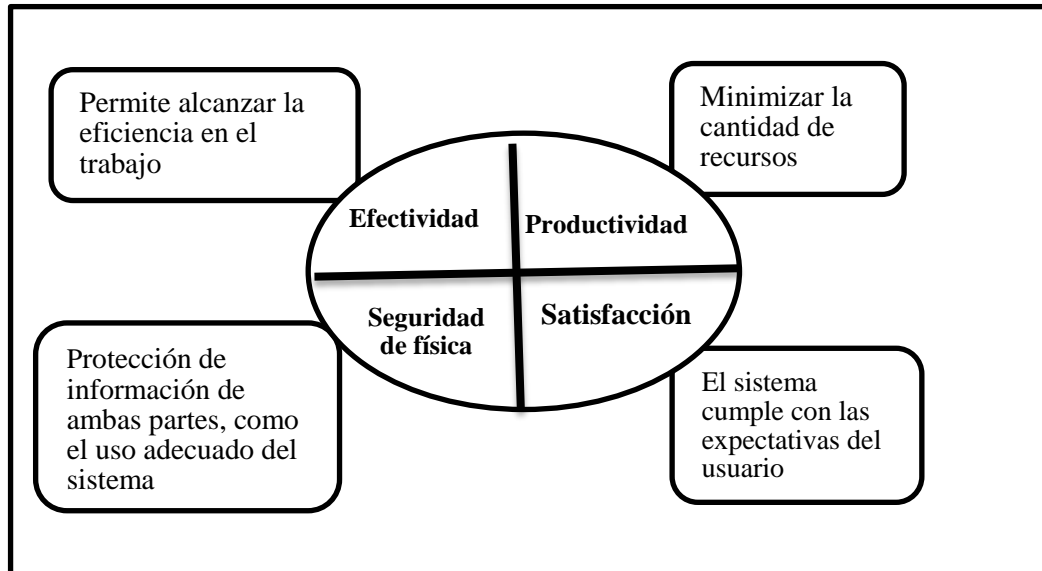 Permite alcanzar la
eficiencia en el
trabajo
Minimizar la
cantidad de
recursos
Efectividad
Productividad
Seguridad
de física
Satisfacción
Protección de
información de
ambas partes, como
el uso adecuado del
sistema
El sistema
cumple con las
expectativas del
usuario